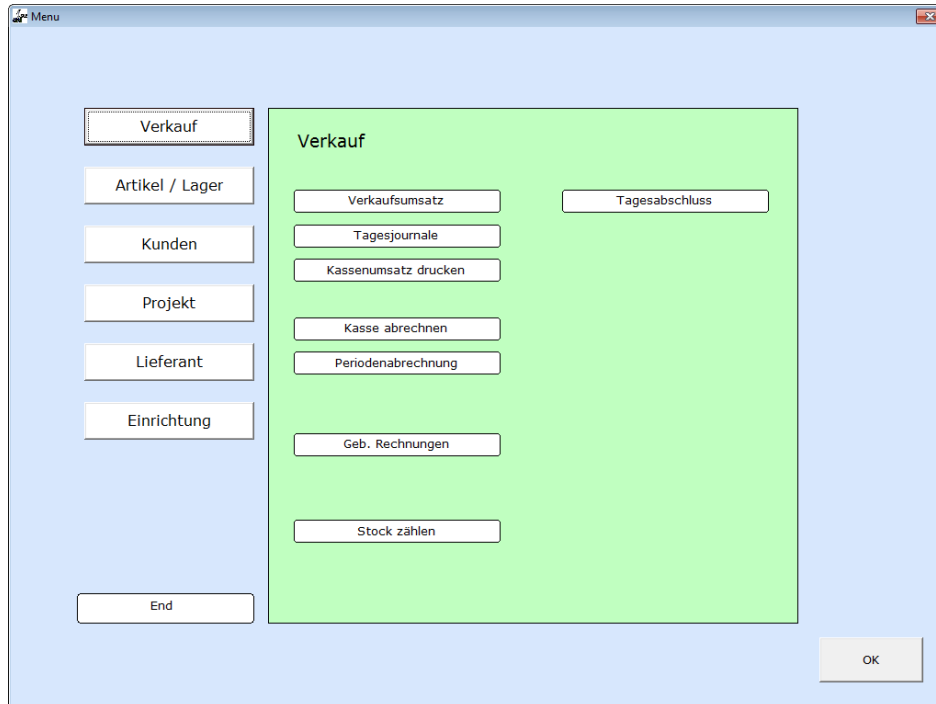 Menu
Verkauf
Artikel / Lager
Kunden
Projekt
Lieferant
Einrichtung
End
Verkauf
Verkaufsumsatz
Tagesabschluss
Tagesjournale
Kassenumsatz drucken
Kasse abrechnen
Periodenabrechnung
Geb. Rechnungen
Stock zählen
OK